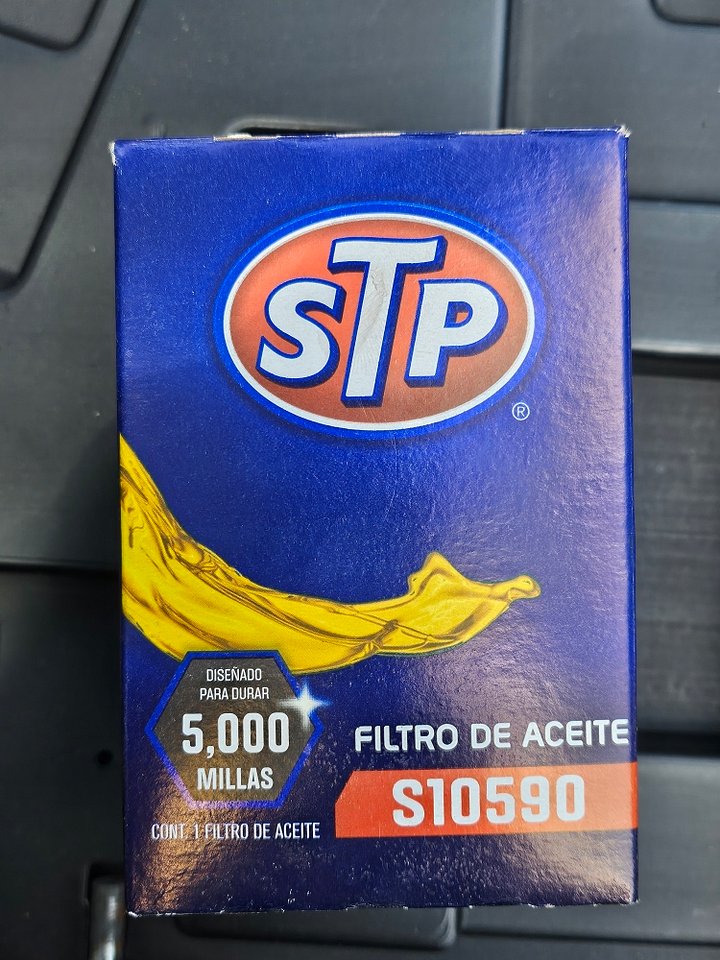 STP
®
DISEÑADO
PARA DURAR
5,000
MILLAS
CONT. 1 FILTRO DE ACEITE
FILTRO DE ACEITE
S10590